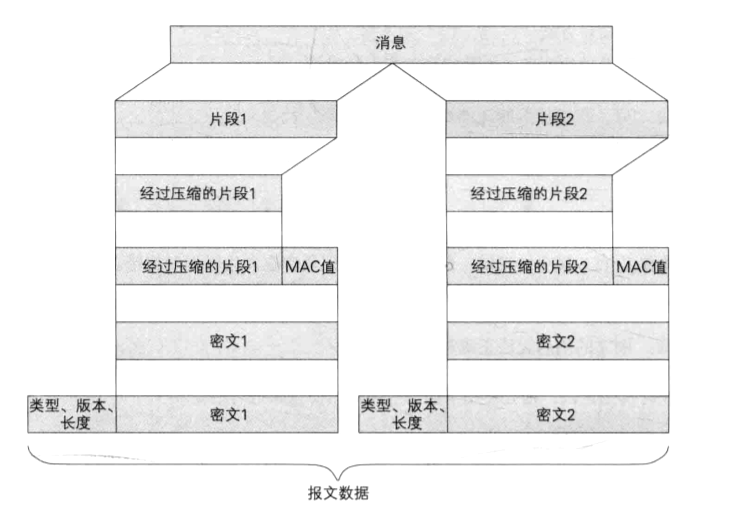 消息
片段1
片段2
经过压缩的片段1
经过压缩的片段2
经过压缩的片段1 MAC值
经过压缩的片段2 MAC值
密文1
密文2
类型、版本、
长度
密文1
类型、版本、
长度
密文2
报文数据